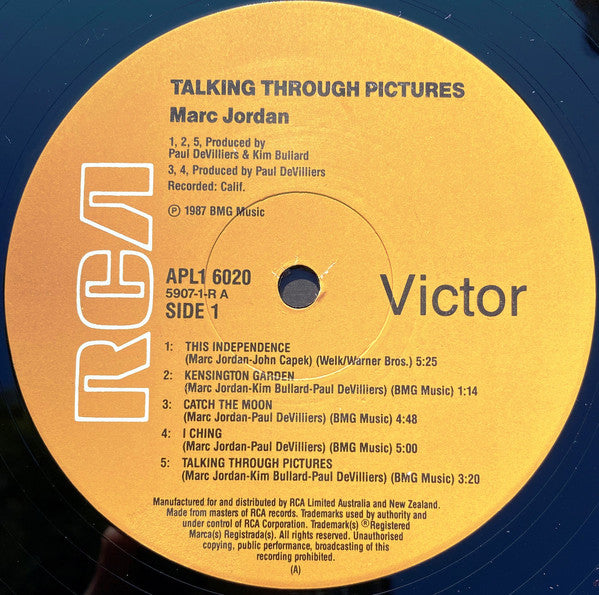 TALKING THROUGH PICTURES
Marc Jordan
1, 2, 5, Produced by
Paul DeVilliers & Kim Bullard
3, 4, Produced by Paul DeVilliers
Recorded: Calif.
℗ 1987 BMG Music
RCA
APL1 6020
5907-1-R A
SIDE 1
Victor
1: THIS INDEPENDENCE
(Marc Jordan-John Capek) (Welk/Warner Bros.) 5:25
2: KENSINGTON GARDEN
(Marc Jordan-Kim Bullard-Paul DeVilliers) (BMG Music) 1:14
3: CATCH THE MOON
(Marc Jordan-Paul DeVilliers) (BMG Music) 4:48
4: I CHING
(Marc Jordan-Paul DeVilliers) (BMG Music) 5:00
5: TALKING THROUGH PICTURES
(Marc Jordan-Kim Bullard-Paul DeVilliers) (BMG Music) 3:20
Manufactured for and distributed by RCA Limited Australia and New Zealand.
Made from masters of RCA records. Trademarks used by authority and
under control of RCA Corporation. Trademark(s) ®Registered
Marca(s) Registrada(s). All rights reserved. Unauthorised
copying, public performance, broadcasting of this
recording prohibited.
(A)